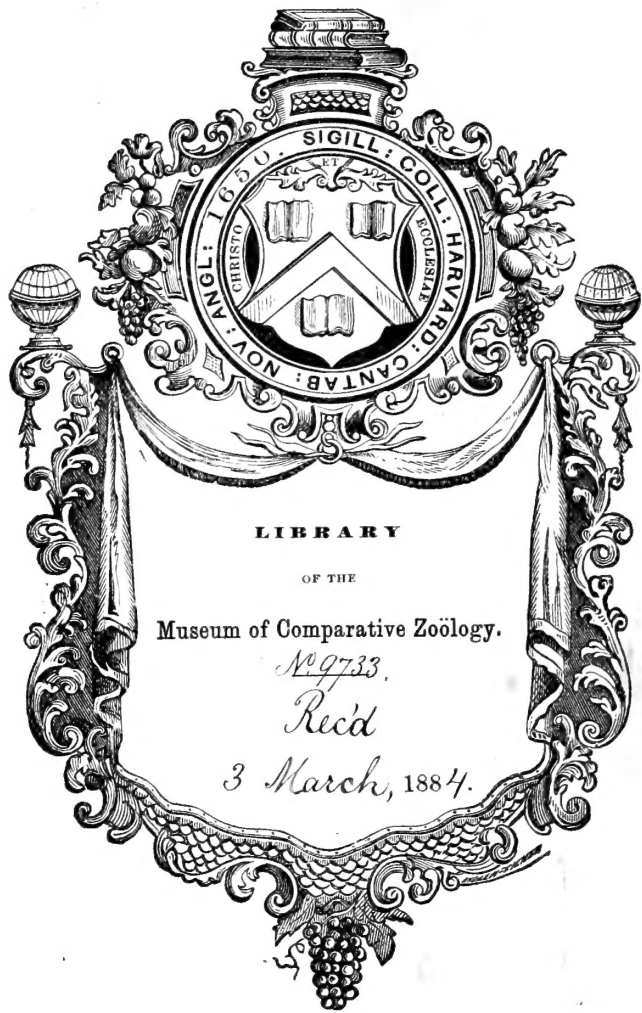 SIGILL: COLL: HARVARD: CANTAB: NOV: ANGL: 1650.
CHRISTO ET ECCLESIAE
LIBRARY
OF THE
Museum of Comparative Zoölogy.
No 9733.
Rec'd
3 March, 1884.